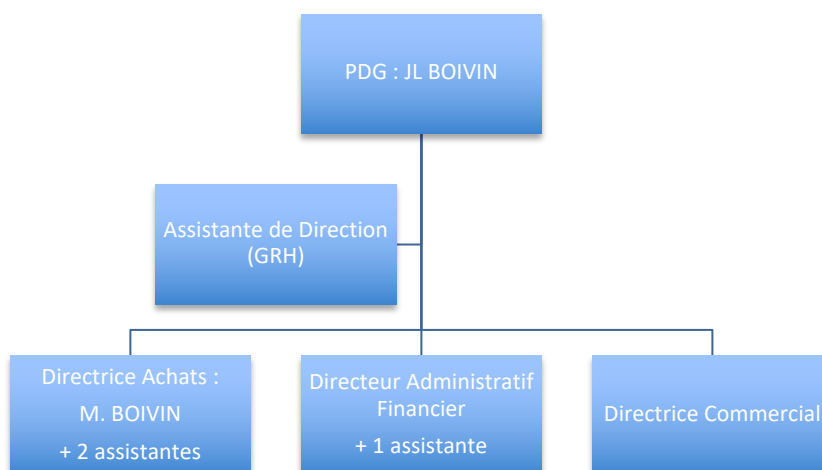 PDG : JL BOIVIN
Assistante de Direction
(GRH)
Directrice Achats :
M. BOIVIN
+ 2 assistantes
Directeur Administratif
Financier
+ 1 assistante
Directrice Commercial